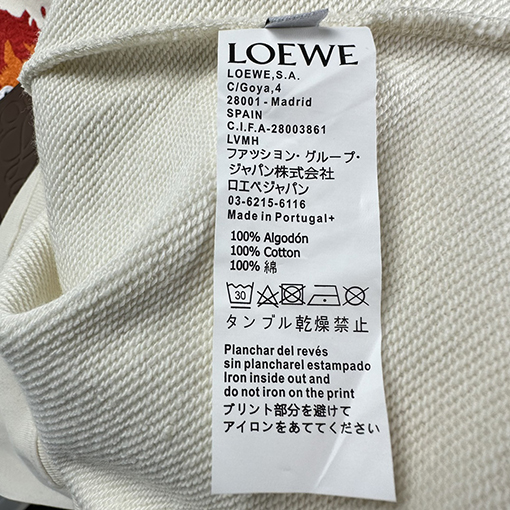 LOEWE
LOEWE,S.A.
C/Goya,4
28001 - Madrid
SPAIN
C.I.F.A-28003861
LVMH
ファッション・グループ・
ジャパン株式会社
ロエベジャパン
03-6215-6116
Made in Portugal+
100% Algodón
100% Cotton
100% 綿
30
タンブル乾燥禁止
Planchar del revés
sin plancharel estampado
Iron inside out and
do not iron on the print
プリント部分を避けて
アイロンをあててください